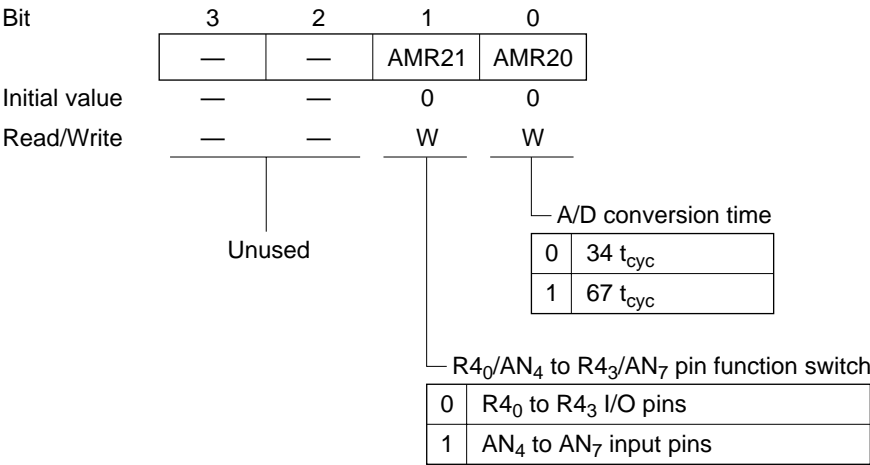 Bit 3 2 1 0
— — AMR21 AMR20
Initial value — — 0 0
Read/Write — — W W
A/D conversion time
Unused
0 34 tcyc
1 67 tcyc
R40/AN4 to R43/AN7 pin function switch
0 R40 to R43 I/O pins
1 AN4 to AN7 input pins